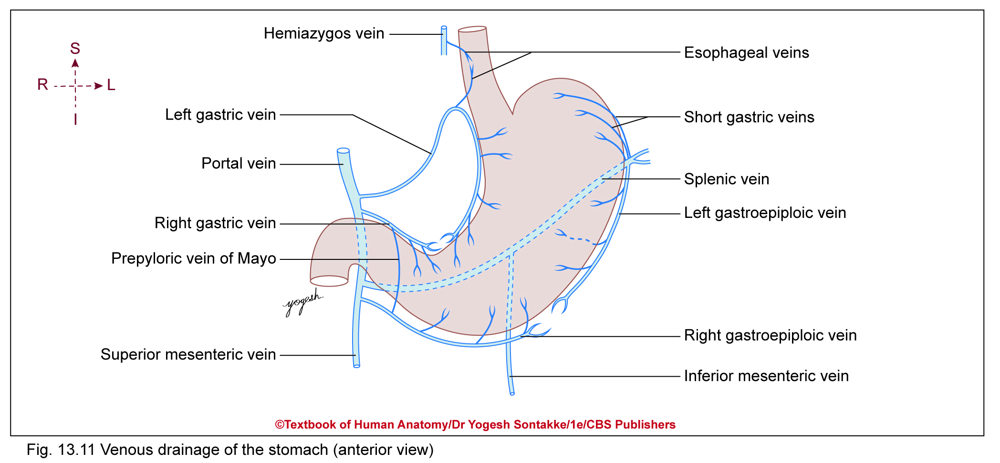 Hemiazygos vein
Esophageal veins
S
R
L
I
Left gastric vein
Short gastric veins
Portal vein
Splenic vein
Left gastroepiploic vein
Right gastric vein
Prepyloric vein of Mayo
yogesh
Right gastroepiploic vein
Superior mesenteric vein
Inferior mesenteric vein
©Textbook of Human Anatomy/Dr Yogesh Sontakke/1e/CBS Publishers
Fig. 13.11 Venous drainage of the stomach (anterior view)